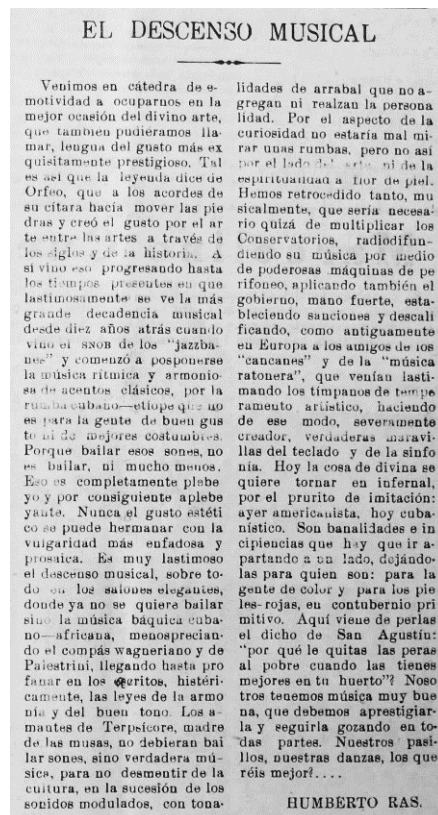 EL DESCENSO MUSICAL
Venimos en cátedra de e-
motividad a ocuparnos en la
mejor ocasión del divino arte,
que tambien pudieramos lla-
mar, lengua del gusto más ex
quisitamente prestigioso. Tal
es asi que la leyenda dice de
Orfeo, que a los acordes de
su citara hacía mover las pie
dras y creó el gusto por el ar
te entre las artes a través de
los siglos y de la historia. A
si vino eso progresando hasta
los tiempos presentes en que
lastimosamente se ve la más
grande decadencia musical
desde diez años atrás cuando
vino el SNOB de los "jazzba-
nes" y comenzó a posponerse
la música rítmica y armonio-
sa de acentos clásicos, por la
rumba cubano—etiope que no
es para la gente de buen gus
to ni de mejores costumbres.
Porque bailar esos sones, no
es bailar, ni mucho menos.
Eso es completamente plebe
yo y por consiguiente aplebe
yante. Nunca el gusto estéti
co se puede hermanar con la
vulgaridad más enfadosa y
prosaica. Es muy lastimoso
el descenso musical, sobre to-
do en los salones elegantes,
donde ya no se quiere bailar
sino la música báquica cuba-
no—africana, menosprecian-
do el compás wagneriano y de
Palestrini, llegando hasta pro
fanar en los géritos, histéri-
camente, las leyes de la armo
nía y del buen tono. Los a-
mantes de Terpsícore, madre
de las musas, no debieran bai
lar sones, sino verdadera mú-
sica, para no desmentir de la
cultura, en la sucesión de los
sonidos modulados, con tona-
lidades de arrabal que no a-
gregan ni realzan la persona
lidad. Por el aspecto de la
curiosidad no estaría mal mi-
rar unas rumbas, pero no así
por el lado del arte ni de la
espiritualidad a flor de piel.
Hemos retrocedido tanto, mu
sicalmente, que sería necesa-
rio quizá de multiplicar los
Conservatorios, radiodifun-
diendo su música por medio
de poderosas máquinas de pe
rifoneo, aplicando también el
gobierno, mano fuerte, esta-
bleciendo sanciones y descali
ficando, como antiguamente
en Europa a los amigos de los
"cancanes" y de la "música
ratonera", que venían lasti-
mando los tímpanos de tempe
ramento artístico, haciendo
de ese modo, severamente
creador, verdaderas maravi-
llas del teclado y de la sinfo
nía. Hoy la cosa de divina se
quiere tornar en infernal,
por el prurito de imitación:
ayer americanista, hoy cuba-
nístico. Son banalidades e in
cipiencias que hay que ir a-
partando a un lado, dejándo-
las para quien son: para la
gente de color y para los pie
les-rojas, en contubernio pri
mitivo. Aquí viene de perlas
el dicho de San Agustín:
"por qué le quitas las peras
al pobre cuando las tienes
mejores en tu huerto"? Noso
tros tenemos música muy bue
na, que debemos aprestigiar-
la y seguirla gozando en to-
das partes. Nuestros pasi-
llos, nuestras danzas, los que
réis mejor?....
HUMBERTO RAS.